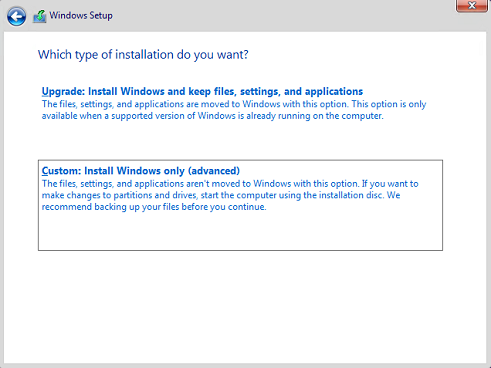 Windows Setup
Which type of installation do you want?
Upgrade: Install Windows and keep files, settings, and applications
The files, settings, and applications are moved to Windows with this option. This option is only
available when a supported version of Windows is already running on the computer.
Custom: Install Windows only (advanced)
The files, settings, and applications aren't moved to Windows with this option. If you want to
make changes to partitions and drives, start the computer using the installation disc. We
recommend backing up your files before you continue.